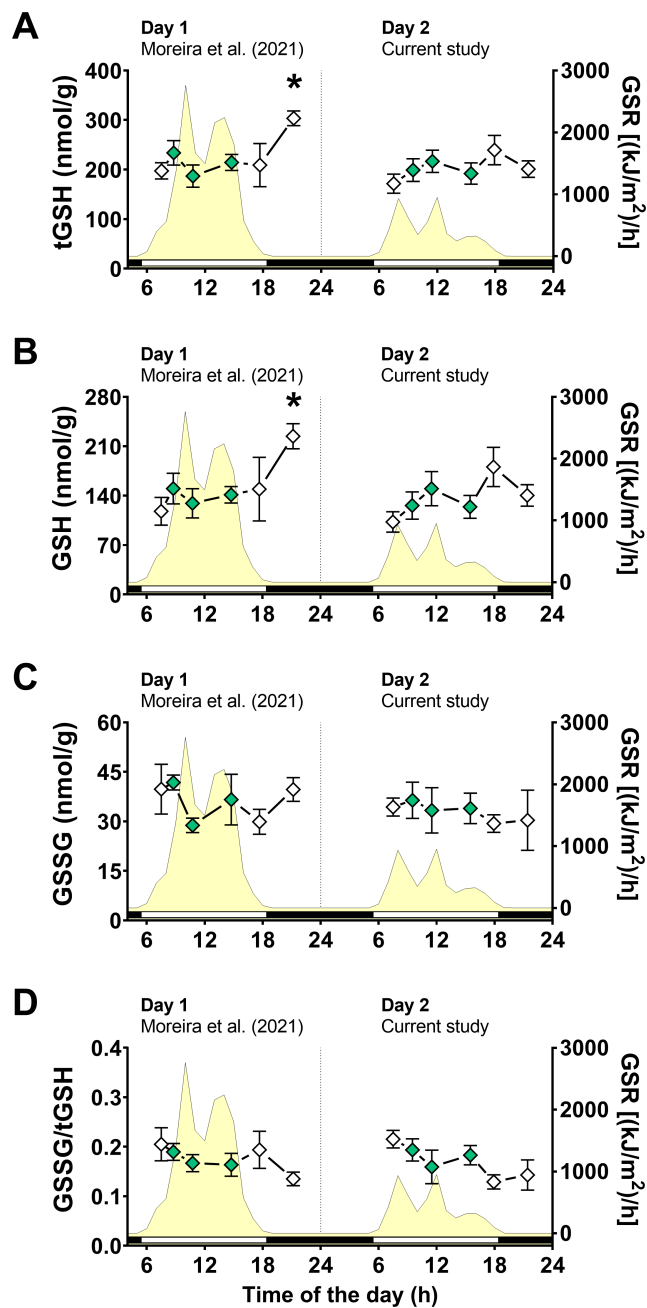 A
Day 1
Moreira et al. (2021)
Day 2
Current study
tGSH (nmol/g)
400
300
200
100
0
*
3000
2000
1000
0
GSR [(kJ/m²)/h]
6 12 18 24 6 12 18 24
B
Day 1
Moreira et al. (2021)
Day 2
Current study
GSH (nmol/g)
280
210
140
70
0
*
3000
2000
1000
0
GSR [(kJ/m²)/h]
6 12 18 24 6 12 18 24
C
Day 1
Moreira et al. (2021)
Day 2
Current study
GSSG (nmol/g)
60
45
30
15
0
3000
2000
1000
0
GSR [(kJ/m²)/h]
6 12 18 24 6 12 18 24
D
Day 1
Moreira et al. (2021)
Day 2
Current study
GSSG/tGSH
0.4
0.3
0.2
0.1
0.0
3000
2000
1000
0
GSR [(kJ/m²)/h]
6 12 18 24 6 12 18 24
Time of the day (h)